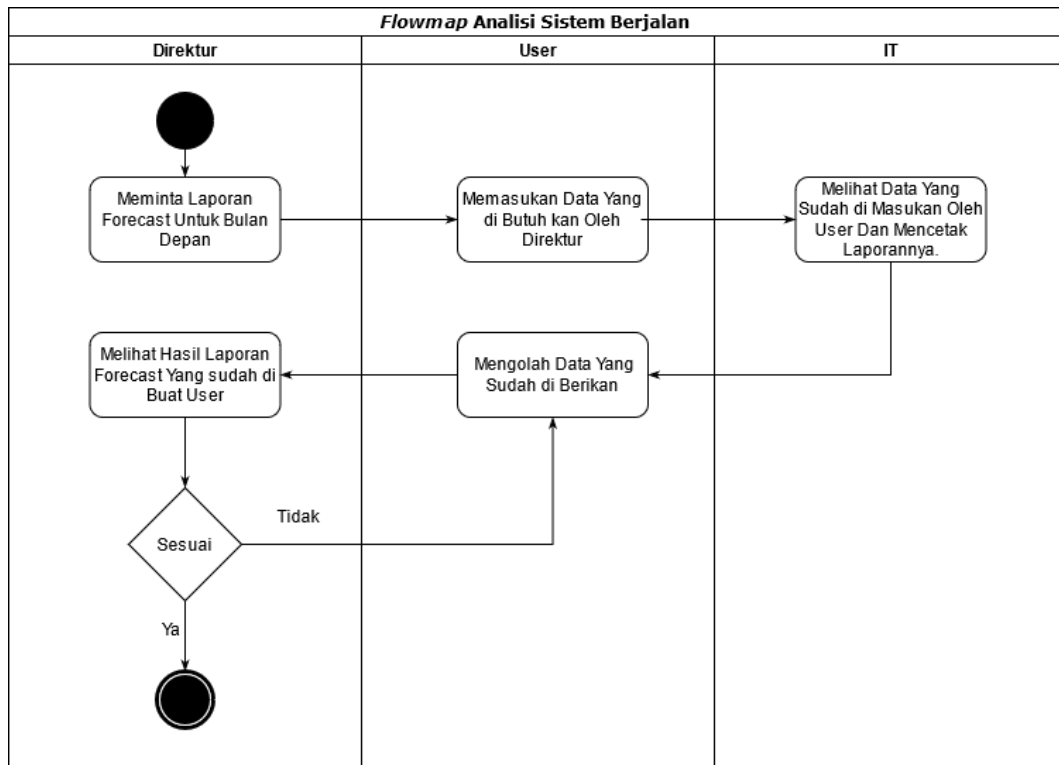 Flowmap Analisi Sistem Berjalan
Direktur
User
IT
Meminta Laporan
Forecast Untuk Bulan
Depan
Memasukan Data Yang
di Butuh kan Oleh
Direktur
Melihat Data Yang
Sudah di Masukan Oleh
User Dan Mencetak
Laporannya.
Melihat Hasil Laporan
Forecast Yang sudah di
Buat User
Mengolah Data Yang
Sudah di Berikan
Tidak
Sesuai
Ya